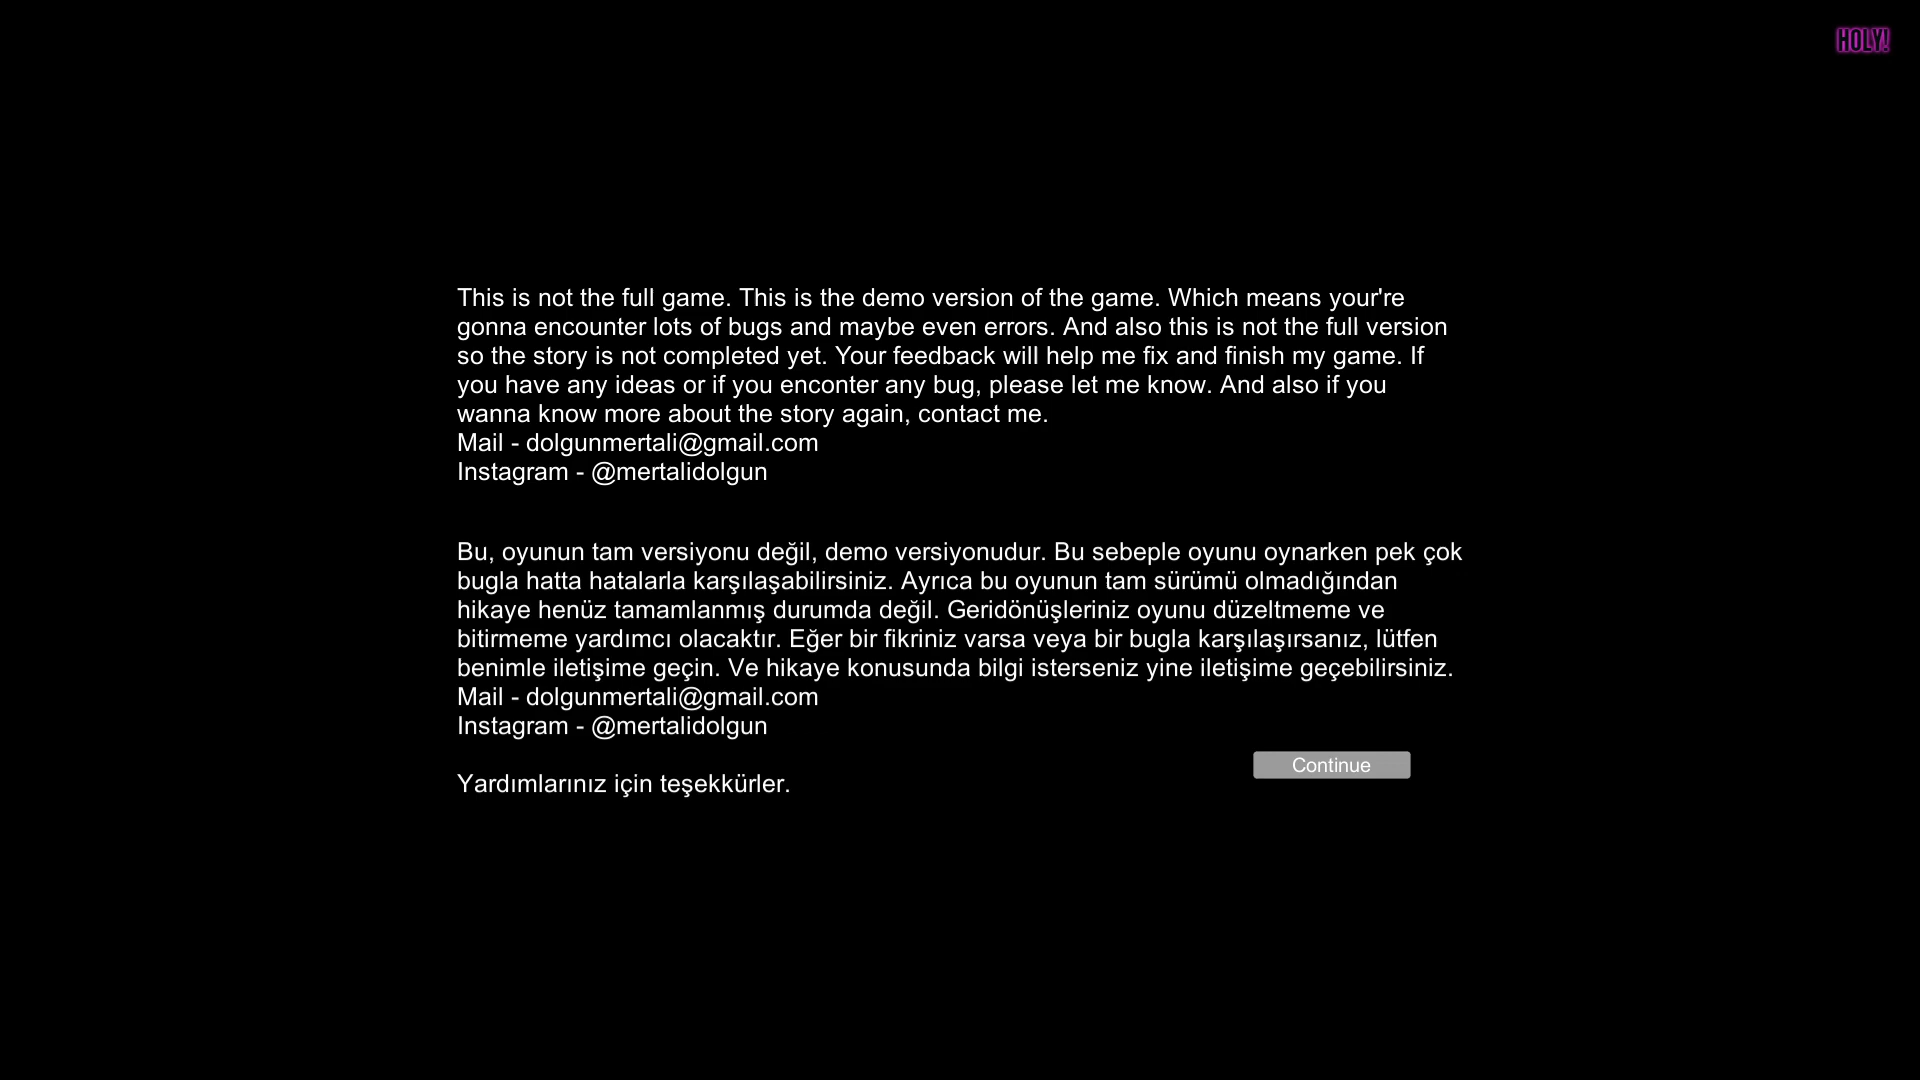 HOLY!
This is not the full game. This is the demo version of the game. Which means your're
gonna encounter lots of bugs and maybe even errors. And also this is not the full version
so the story is not completed yet. Your feedback will help me fix and finish my game. If
you have any ideas or if you enconter any bug, please let me know. And also if you
wanna know more about the story again, contact me.
Mail - dolgunmertali@gmail.com
Instagram - @mertalidolgun
Bu, oyunun tam versiyonu değil, demo versiyonudur. Bu sebeple oyunu oynarken pek çok
bugla hatta hatalarla karşılaşabilirsiniz. Ayrıca bu oyunun tam sürümü olmadığından
hikaye henüz tamamlanmış durumda değil. Geridönüşleriniz oyunu düzeltmeme ve
bitirmeme yardımcı olacaktır. Eğer bir fikriniz varsa veya bir bugla karşılaşırsanız, lütfen
benimle iletişime geçin. Ve hikaye konusunda bilgi isterseniz yine iletişime geçebilirsiniz.
Mail - dolgunmertali@gmail.com
Instagram - @mertalidolgun
Continue
Yardımlarınız için teşekkürler.